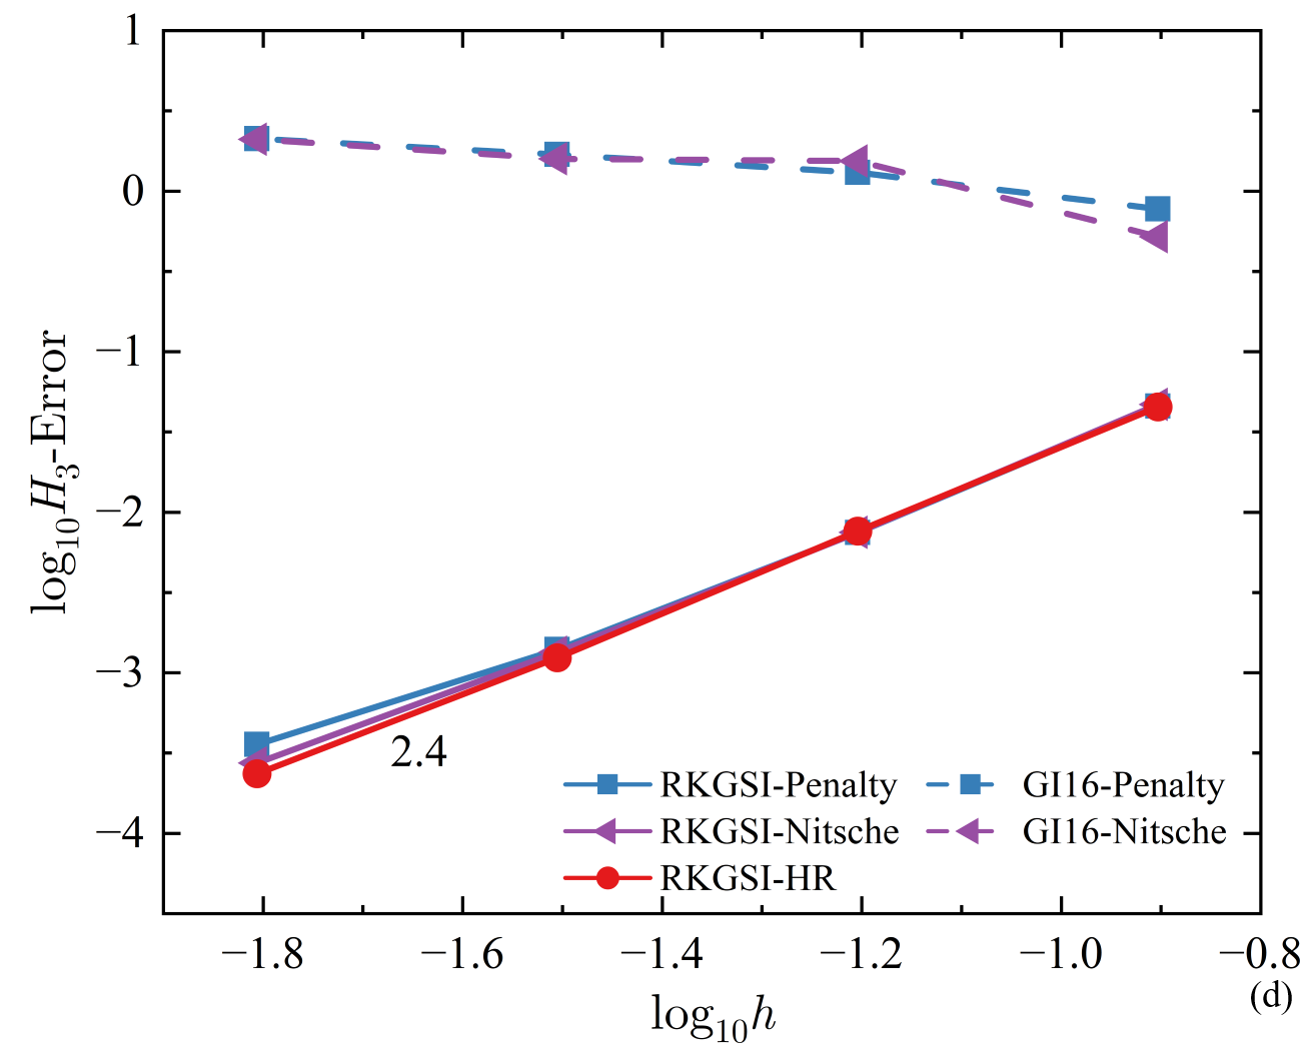 1
0
−1
−2
−3
−4
log₁₀H₃-Error
2.4
RKGSI-Penalty GI16-Penalty
RKGSI-Nitsche GI16-Nitsche
RKGSI-HR
−1.8 −1.6 −1.4 −1.2 −1.0 −0.8
log₁₀h
(d)